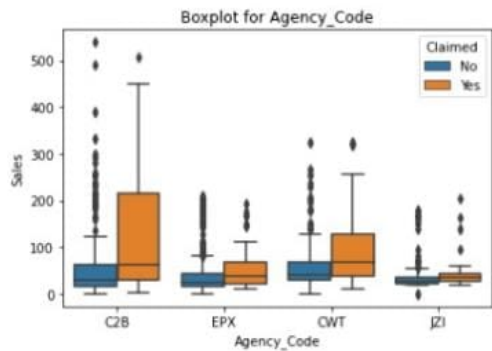 Boxplot for Agency_Code
Claimed
No
Yes
500
400
300
200
100
0
Sales
C2B EPX CWT JZI
Agency_Code